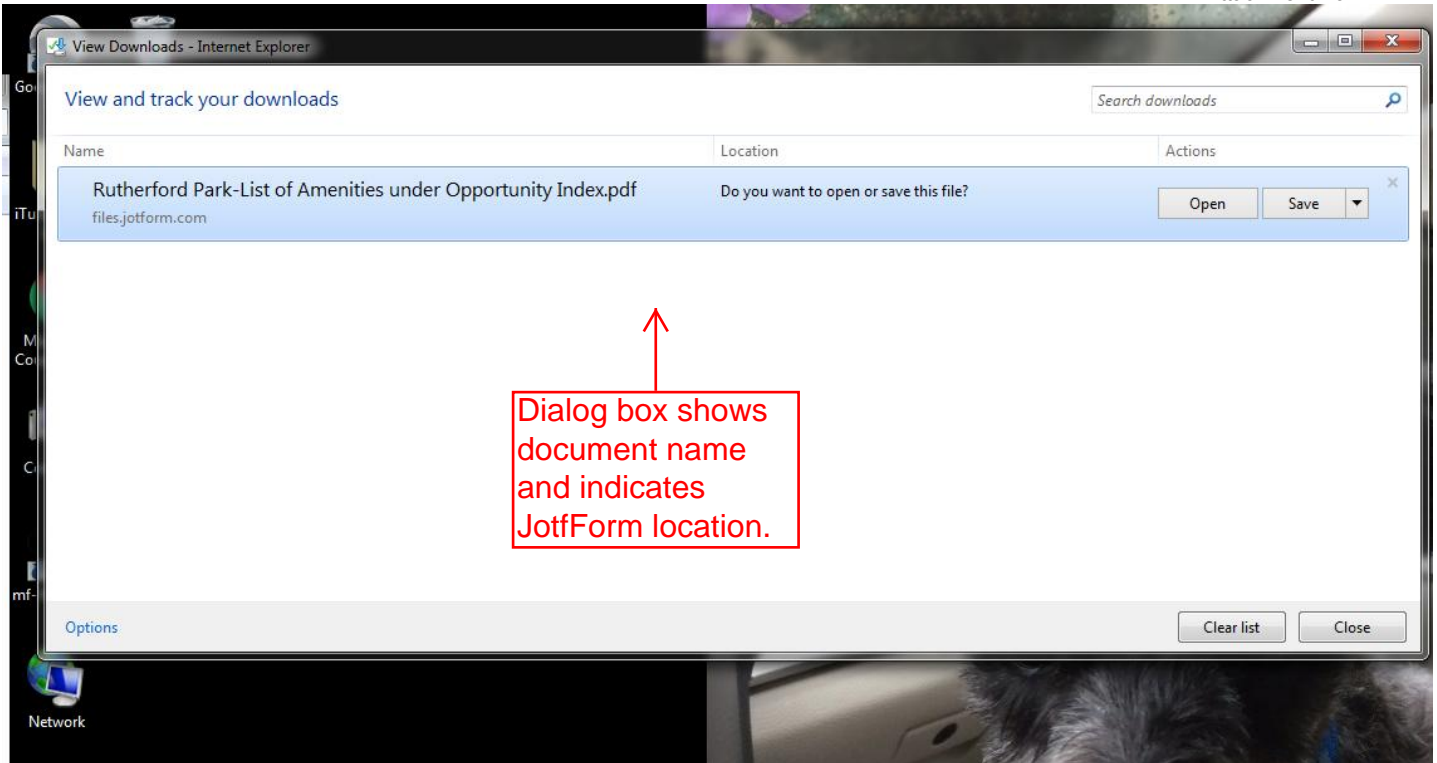 View Downloads - Internet Explorer
View and track your downloads
Search downloads
Name Location Actions
Rutherford Park-List of Amenities under Opportunity Index.pdf
Do you want to open or save this file?
Open Save
files.jotform.com
Dialog box shows
document name
and indicates
JotfForm location.
Options
Clear list Close
Network